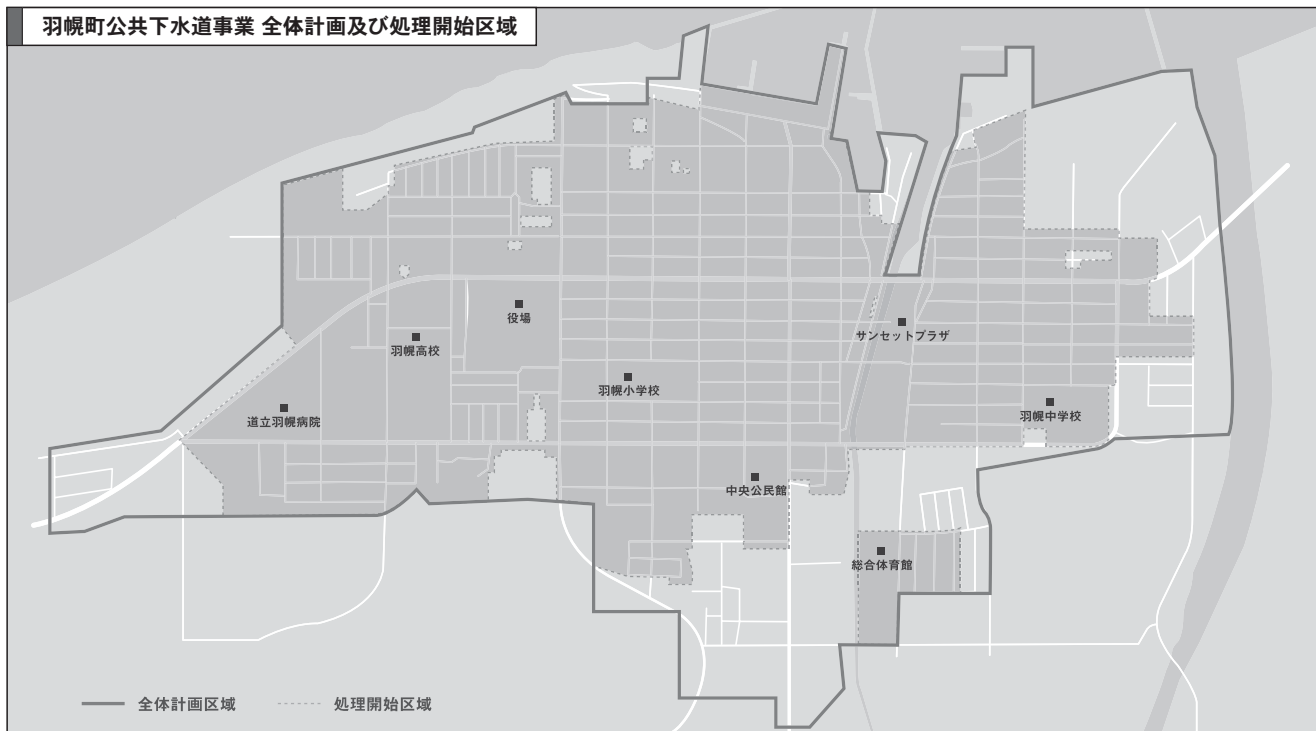 羽幌町公共下水道事業 全体計画及び処理開始区域
役場
サンセットプラザ
羽幌高校
羽幌小学校
羽幌中学校
道立羽幌病院
中央公民館
総合体育館
全体計画区域
処理開始区域